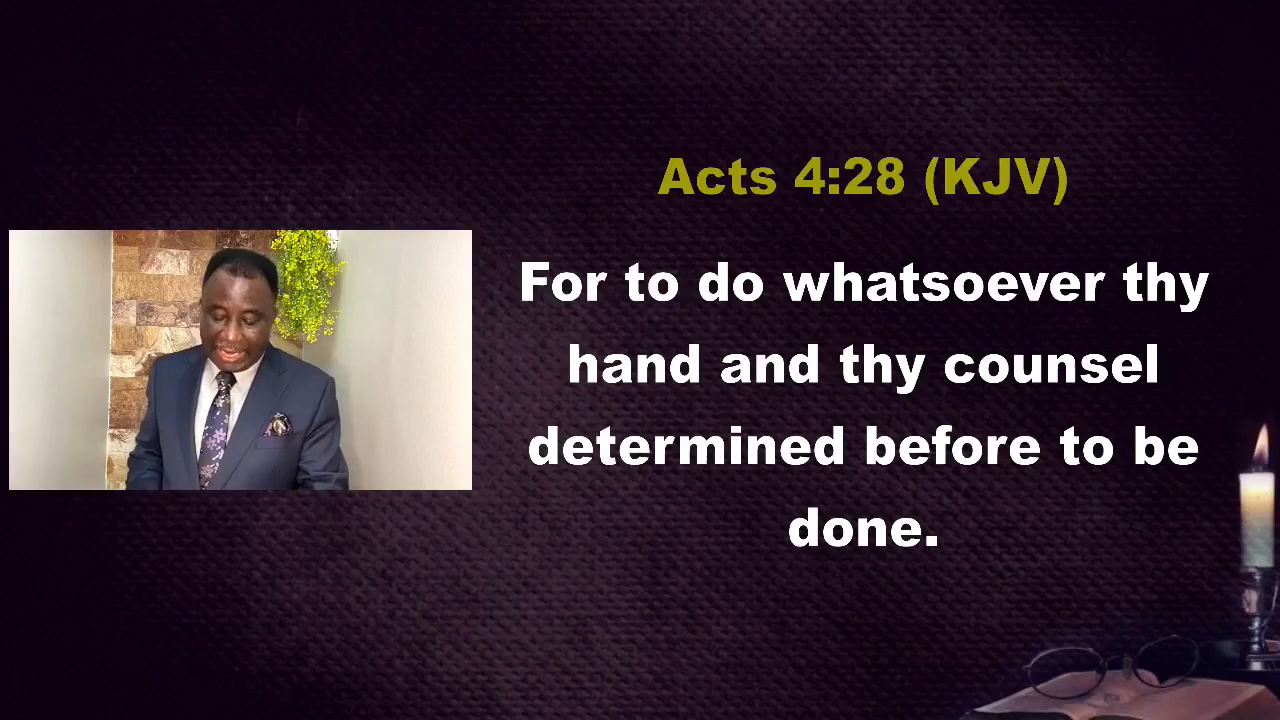 Acts 4:28 (KJV)
For to do whatsoever thy
hand and thy counsel
determined before to be
done.